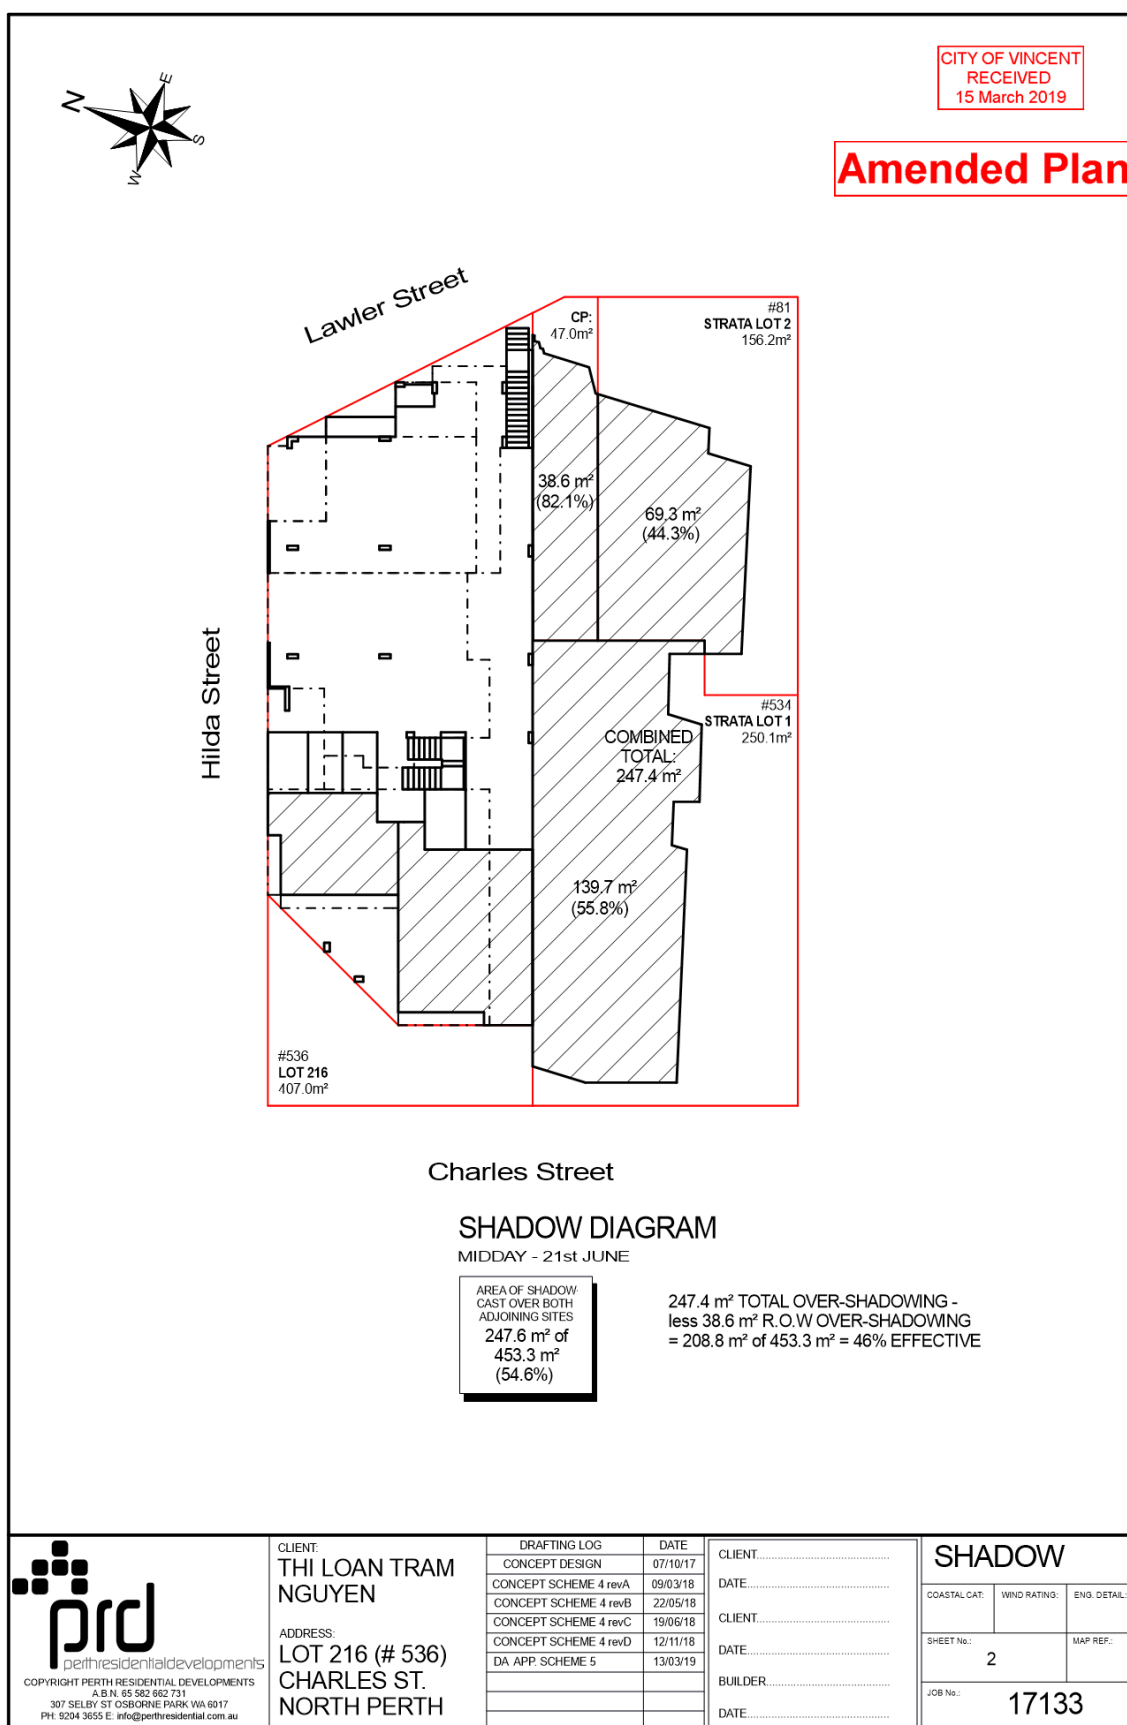 CITY OF VINCENT
RECEIVED
15 March 2019
Amended Plan
N
E
S
W
Lawler Street
CP:
47.0m²
#81
STRATA LOT 2
156.2m²
38.6 m²
(82.1%)
69.3 m²
(44.3%)
Hilda Street
#534
STRATA LOT 1
250.1m²
COMBINED
TOTAL:
247.4 m²
139.7 m²
(55.8%)
#536
LOT 216
407.0m²
Charles Street
SHADOW DIAGRAM
MIDDAY - 21st JUNE
AREA OF SHADOW
CAST OVER BOTH
ADJOINING SITES
247.6 m² of
453.3 m²
(54.6%)
247.4 m² TOTAL OVER-SHADOWING -
less 38.6 m² R.O.W OVER-SHADOWING
= 208.8 m² of 453.3 m² = 46% EFFECTIVE
prd
perthresidentialdevelopments
COPYRIGHT PERTH RESIDENTIAL DEVELOPMENTS
A.B.N. 65 582 662 731
307 SELBY ST OSBORNE PARK WA 6017
PH: 9204 3655 E: info@perthresidential.com.au
CLIENT:
THI LOAN TRAM
NGUYEN
ADDRESS:
LOT 216 (# 536)
CHARLES ST.
NORTH PERTH
DRAFTING LOG DATE
CONCEPT DESIGN 07/10/17
CONCEPT SCHEME 4 revA 09/03/18
CONCEPT SCHEME 4 revB 22/05/18
CONCEPT SCHEME 4 revC 19/06/18
CONCEPT SCHEME 4 revD 12/11/18
DA APP. SCHEME 5 13/03/19
CLIENT
DATE
CLIENT
DATE
BUILDER
DATE
SHADOW
COASTAL CAT: WIND RATING: ENG. DETAIL:
SHEET No.: MAP REF.:
2
JOB No.: 17133